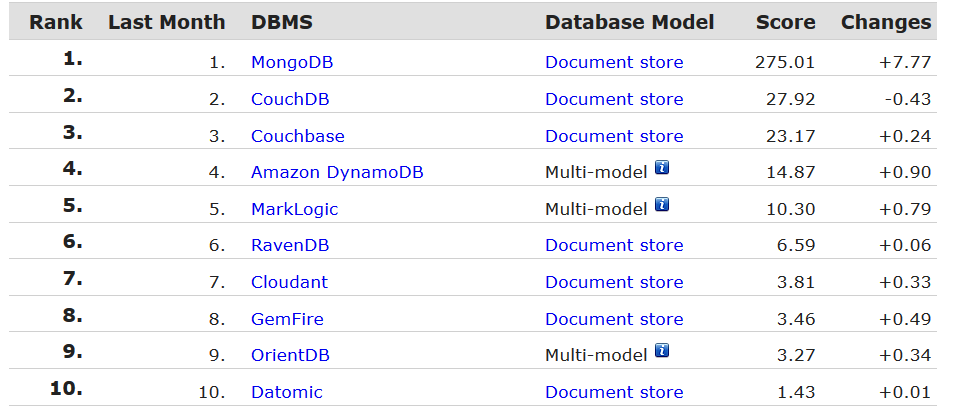 Rank Last Month DBMS Database Model Score Changes
1. 1. MongoDB Document store 275.01 +7.77
2. 2. CouchDB Document store 27.92 -0.43
3. 3. Couchbase Document store 23.17 +0.24
4. 4. Amazon DynamoDB Multi-model i 14.87 +0.90
5. 5. MarkLogic Multi-model i 10.30 +0.79
6. 6. RavenDB Document store 6.59 +0.06
7. 7. Cloudant Document store 3.81 +0.33
8. 8. GemFire Document store 3.46 +0.49
9. 9. OrientDB Multi-model i 3.27 +0.34
10. 10. Datomic Document store 1.43 +0.01